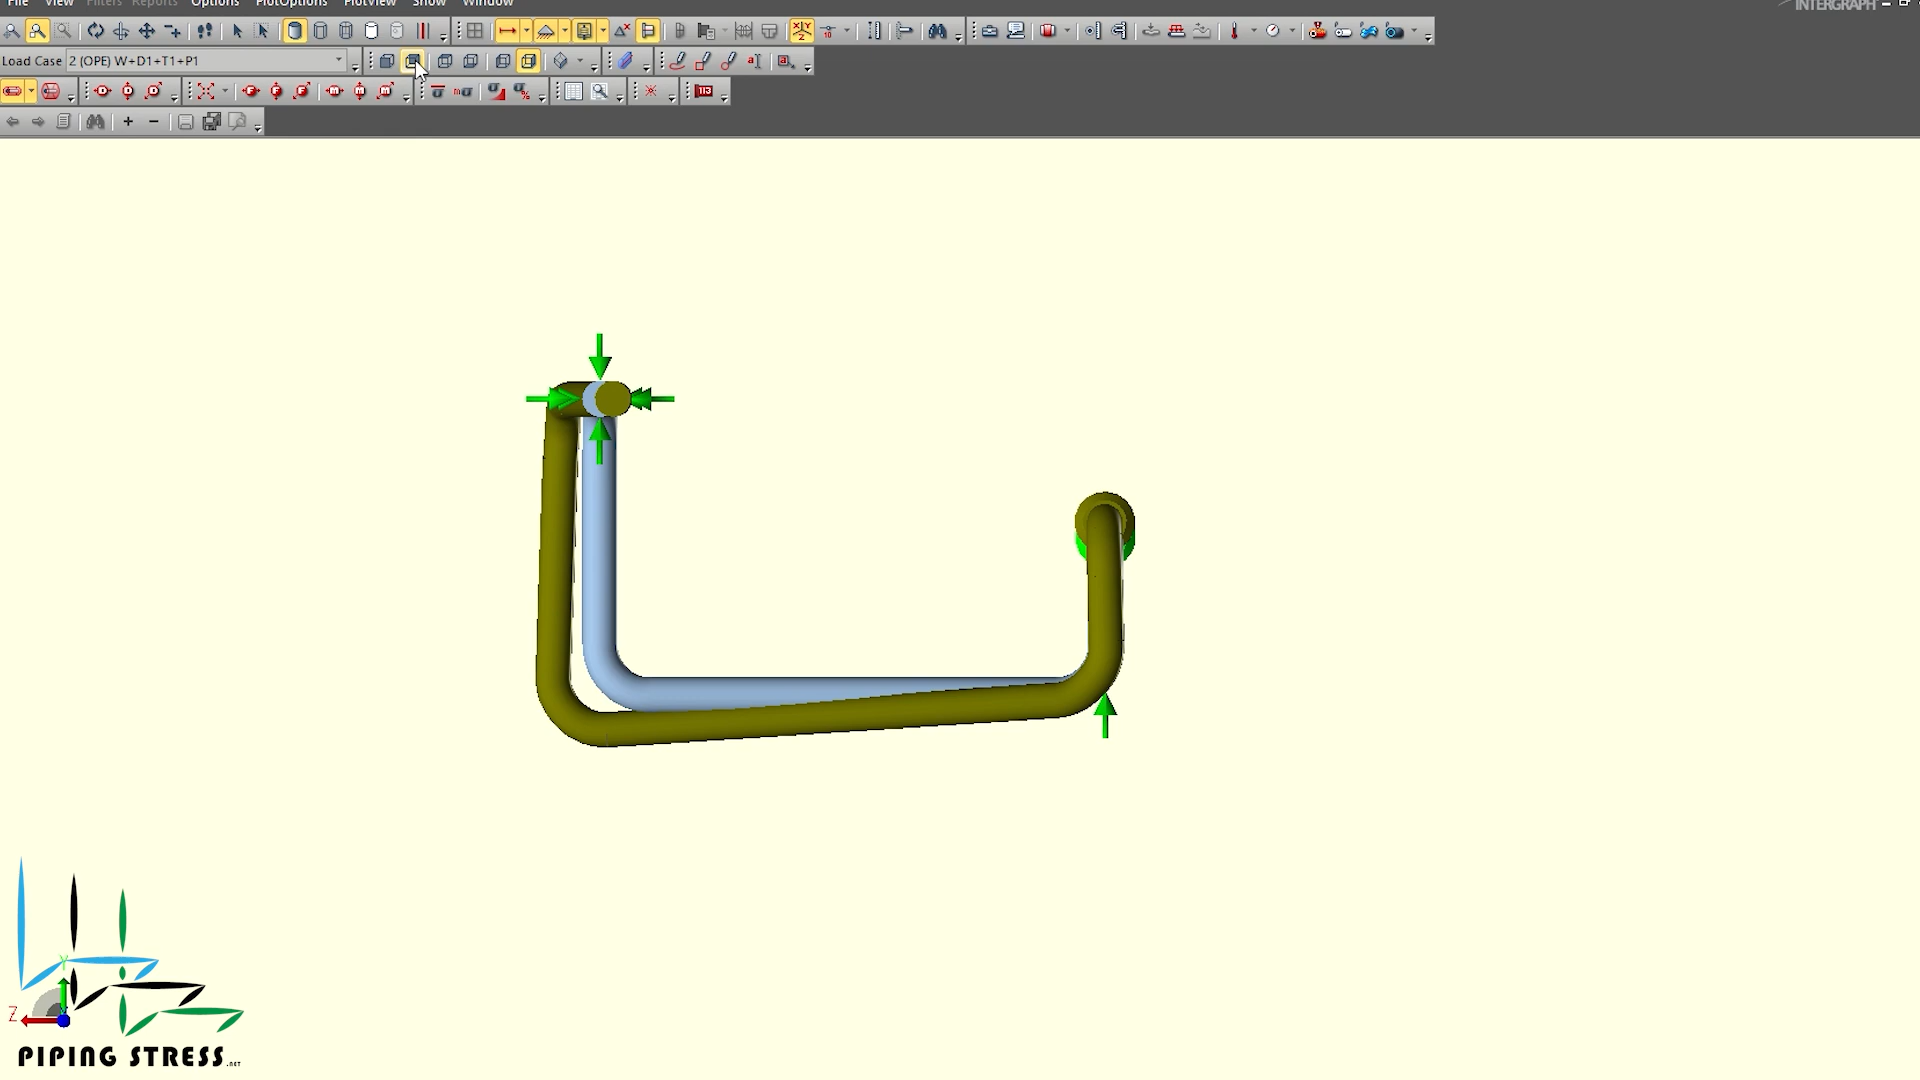 File View Filters Reports Options PlotOptions PlotView Show Window
INTERGRAPH
Load Case 2 (OPE) W+D1+T1+P1
Y
Z
PIPING STRESS.NET